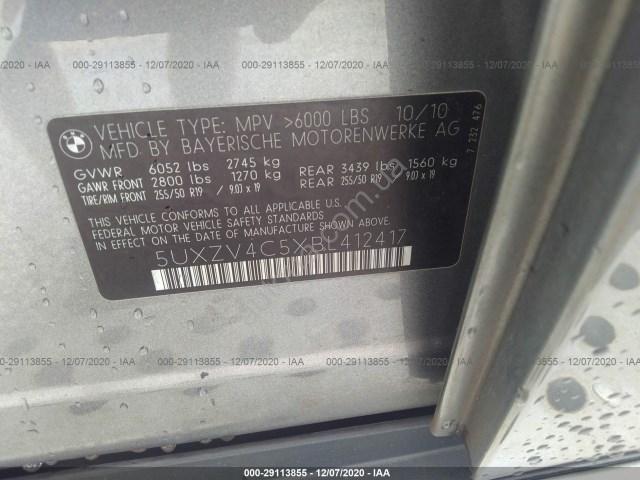 000-29113855 - 12/07/2020 - IAA
BMW
VEHICLE TYPE: MPV >6000 LBS 10/10
MFD BY BAYERISCHE MOTORENWERKE AG
7 232 476
GVWR 6052 lbs 2745 kg
GAWR FRONT 2800 lbs 1270 kg REAR 3439 lbs 1560 kg
TIRE/RIM FRONT 255/50 R19 / 9.0J x 19 REAR 255/50 R19 / 9.0J x 19
THIS VEHICLE CONFORMS TO ALL APPLICABLE U.S.
FEDERAL MOTOR VEHICLE SAFETY STANDARDS
IN EFFECT ON THE DATE OF MANUFACTURE SHOWN ABOVE.
5UXZV4C5XBL412417
000-29113855 - 12/07/2020 - IAA
000-29113855 - 12/07/2020 - IAA